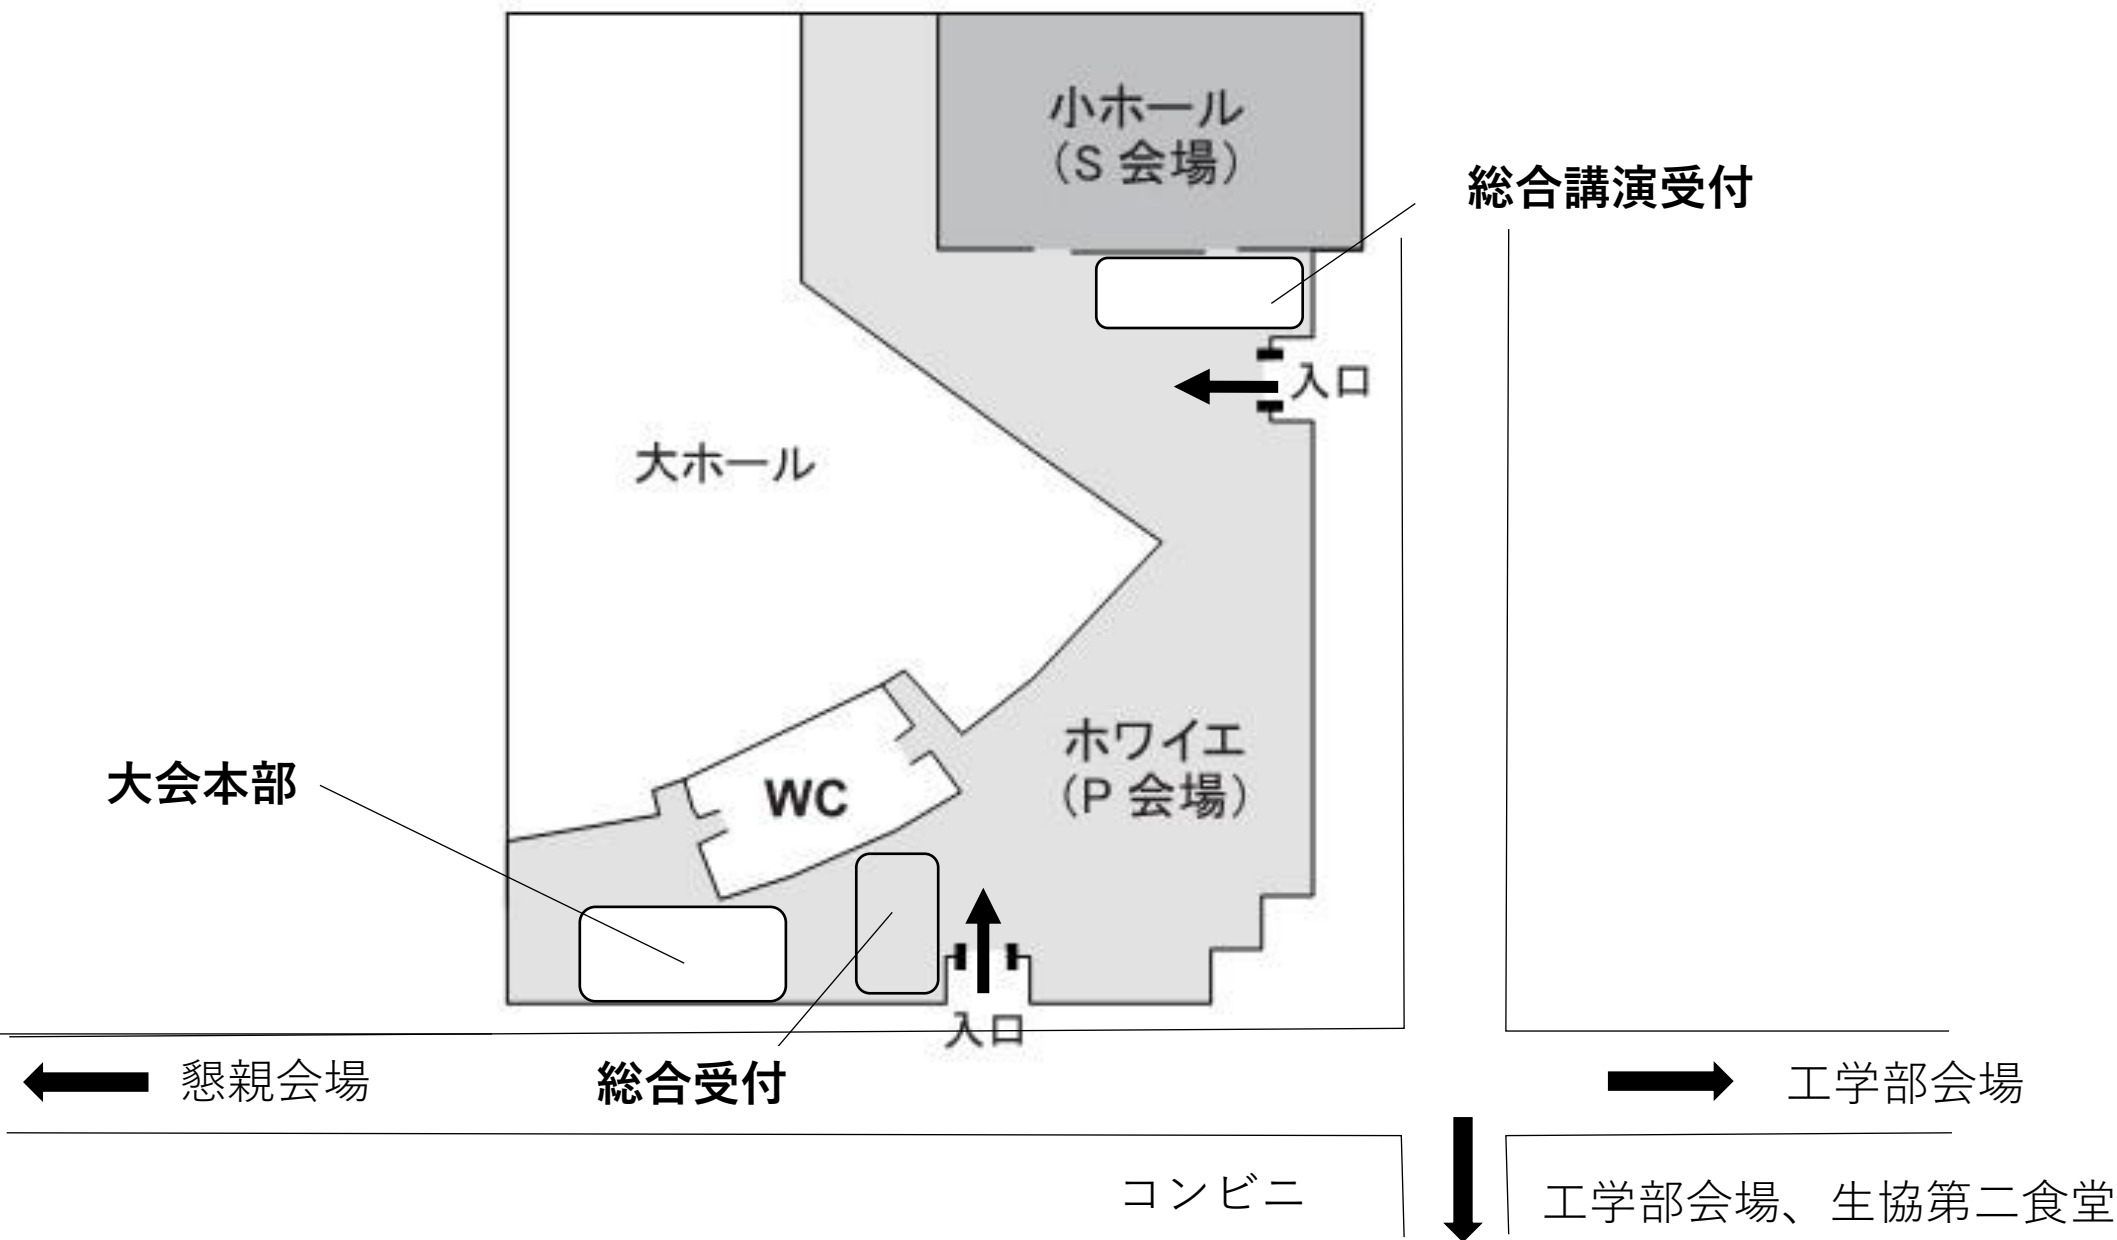 小ホール
（S 会場）
総合講演受付
入口
大ホール
ホワイエ
（P 会場）
大会本部
WC
入口
懇親会場
総合受付
工学部会場
コンビニ
工学部会場、生協第二食堂